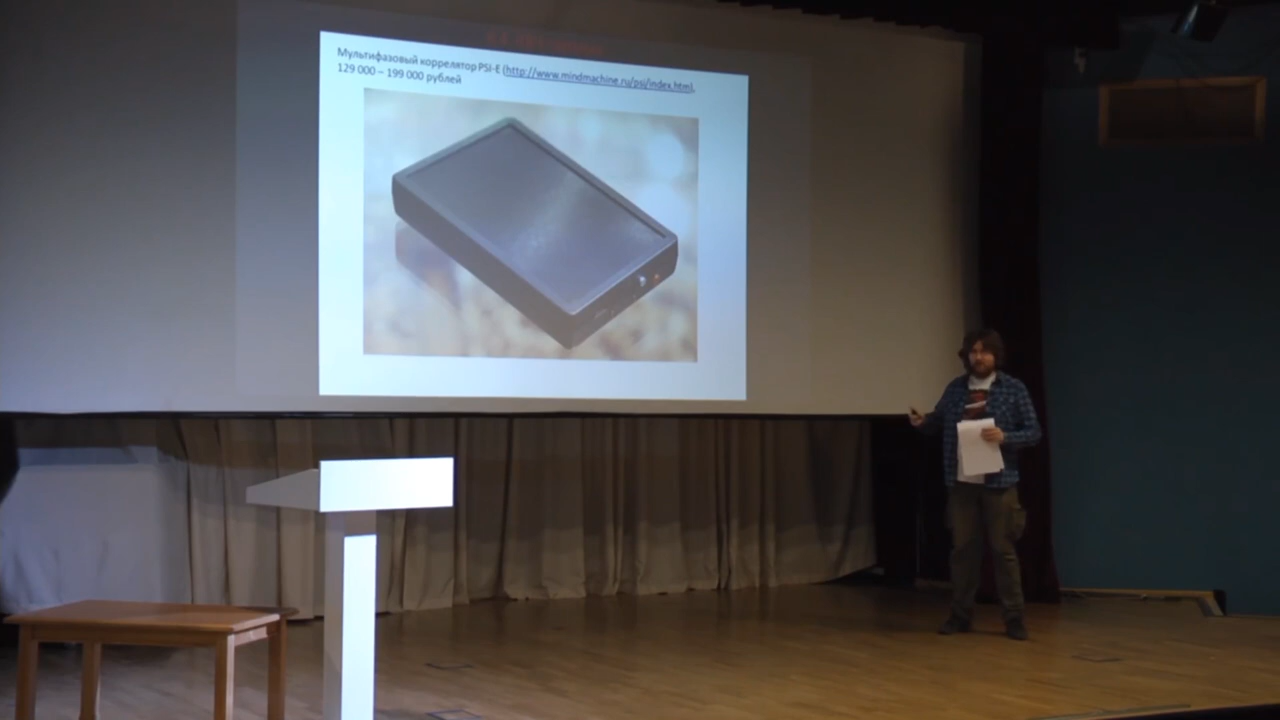 Мультифазовый коррелятор PSI-E (http://www.mindmachine.ru/psi/index.html,
129 000 – 199 000 рублей